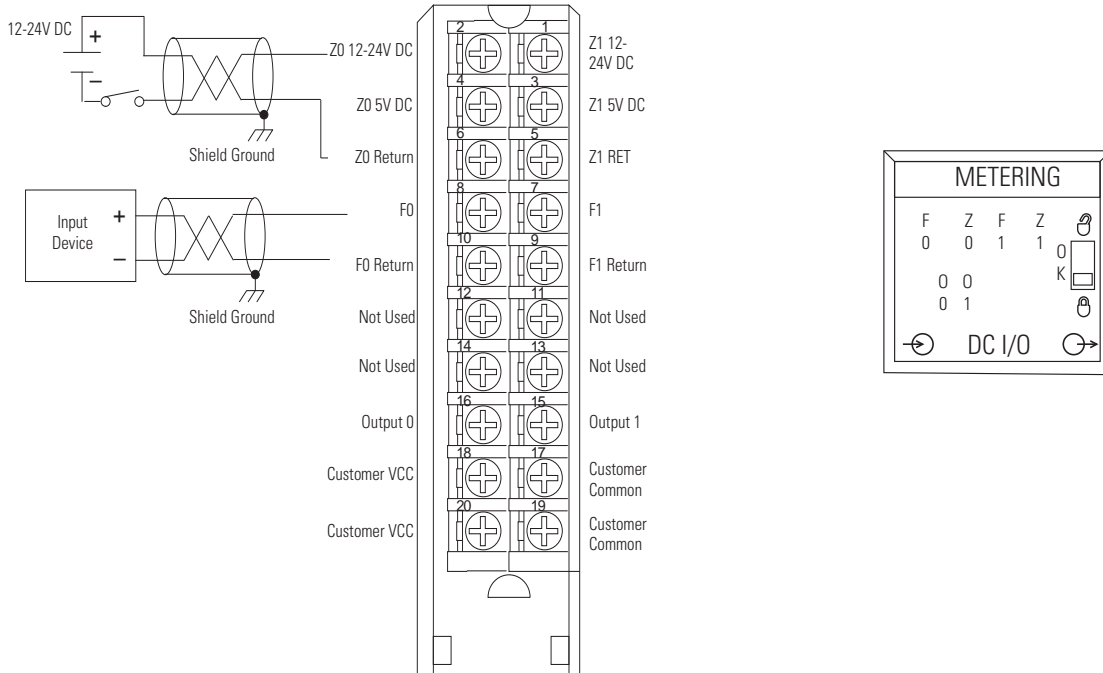 12-24V DC
+
−
Shield Ground
Input
Device
+
−
Shield Ground
Z0 12-24V DC
Z0 5V DC
Z0 Return
F0
F0 Return
Not Used
Not Used
Output 0
Customer VCC
Customer VCC
2 1
4 3
6 5
8 7
10 9
12 11
14 13
16 15
18 17
20 19
Z1 12-
24V DC
Z1 5V DC
Z1 RET
F1
F1 Return
Not Used
Not Used
Output 1
Customer
Common
Customer
Common
METERING
F Z F Z
0 0 1 1
O
K
O O
0 1
DC I/O